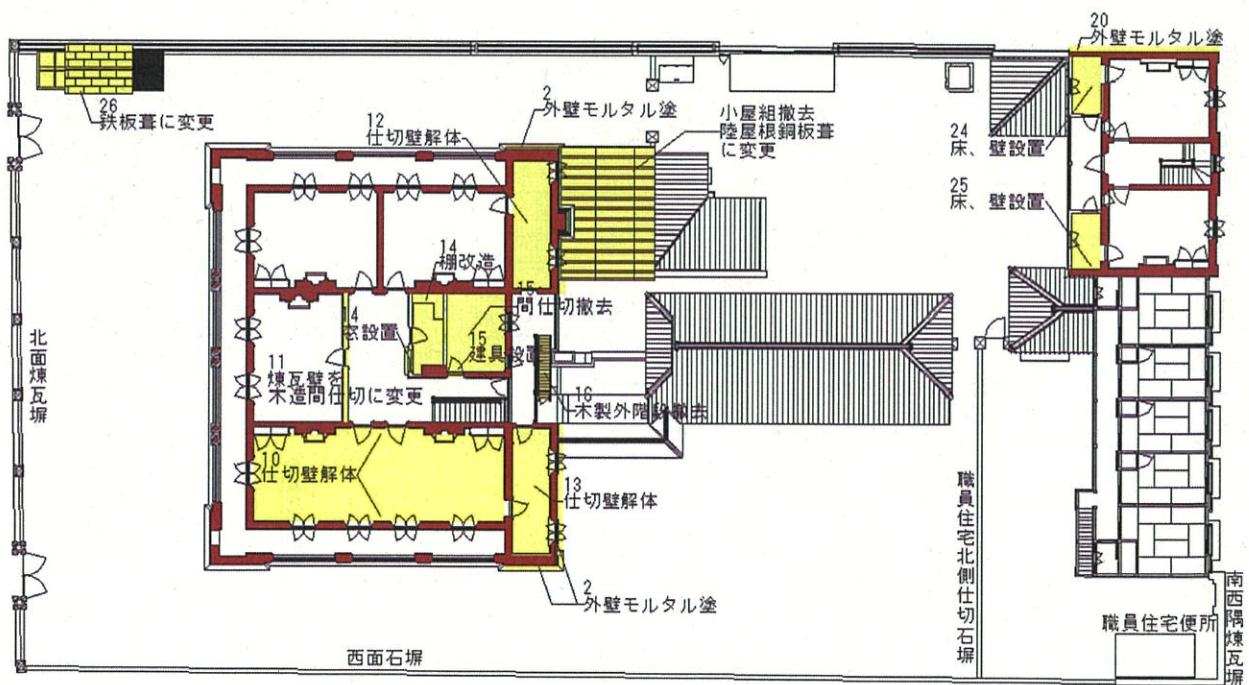 20
外壁モルタル塗
26
鉄板葺に変更
2
外壁モルタル塗
12
仕切壁解体
小屋組撤去
陸屋根銅板葺
に変更
24
床、壁設置
25
床、壁設置
14
棚改造
15
間仕切撤去
4
窓設置
15
建具設置
11
煉瓦壁を
木造間仕切に変更
16
木製外階段撤去
10
仕切壁解体
13
仕切壁解体
2
外壁モルタル塗
北面煉瓦塀
西面石塀
職員住宅北側仕切石塀
職員住宅便所
南西隅煉瓦塀